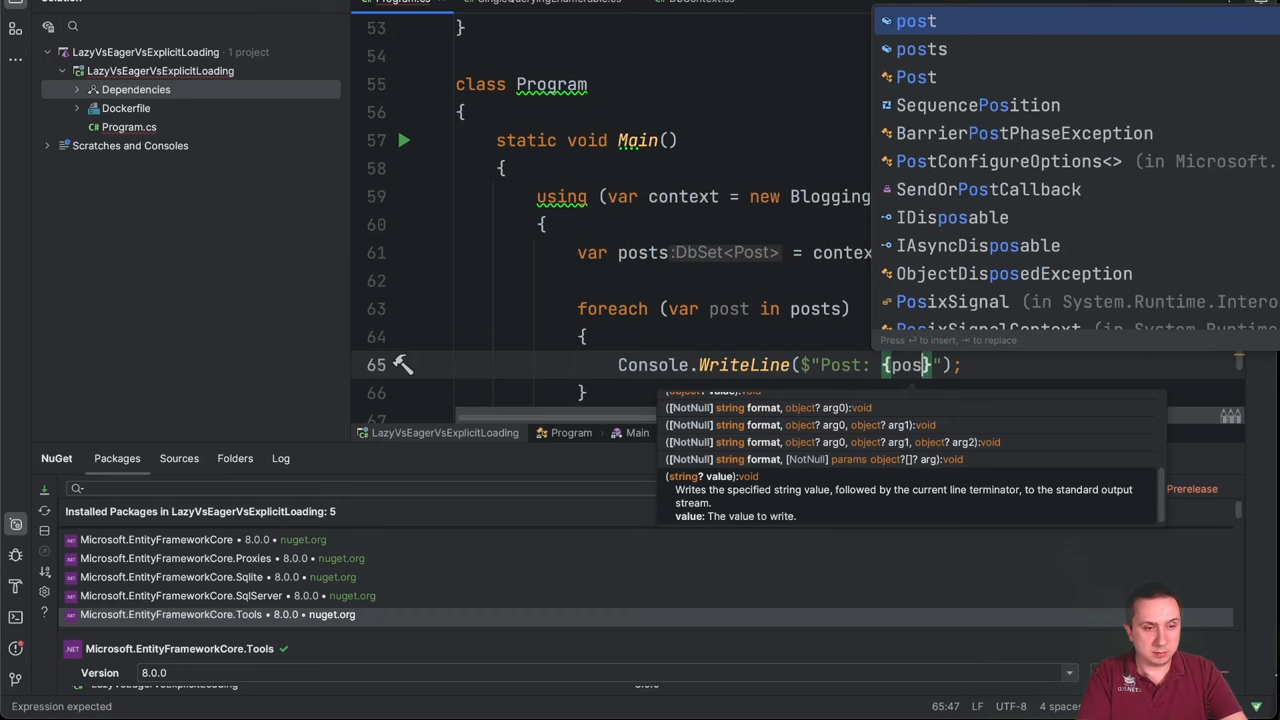 53
}
54
55
class Program
56
{
57
static void Main()
58
{
59
using (var context = new Blogging
60
{
61
var posts:DbSet<Post> = contex
62
63
foreach (var post in posts)
64
{
65
Console.WriteLine($"Post: {pos}");
}
67
LazyVsEagerVsExplicitLoading · 1 project
LazyVsEagerVsExplicitLoading
Dependencies
Dockerfile
Program.cs
Scratches and Consoles
post
posts
Post
SequencePosition
BarrierPostPhaseException
PostConfigureOptions<> (in Microsoft.
SendOrPostCallback
IDisposable
IAsyncDisposable
ObjectDisposedException
PosixSignal (in System.Runtime.Intero
PosixSignalContext (in System.Runtime
Press ⏎ to insert, ⇥ to replace
([NotNull] string format, object? arg0):void
([NotNull] string format, object? arg0, object? arg1):void
([NotNull] string format, object? arg0, object? arg1, object? arg2):void
([NotNull] string format, [NotNull] params object?[]? arg):void
(string? value):void
Writes the specified string value, followed by the current line terminator, to the standard output
stream.
value: The value to write.
LazyVsEagerVsExplicitLoading Program Main
NuGet Packages Sources Folders Log
Prerelease
Installed Packages in LazyVsEagerVsExplicitLoading: 5
Microsoft.EntityFrameworkCore • 8.0.0 • nuget.org
Microsoft.EntityFrameworkCore.Proxies • 8.0.0 • nuget.org
Microsoft.EntityFrameworkCore.Sqlite • 8.0.0 • nuget.org
Microsoft.EntityFrameworkCore.SqlServer • 8.0.0 • nuget.org
Microsoft.EntityFrameworkCore.Tools • 8.0.0 • nuget.org
Microsoft.EntityFrameworkCore.Tools
Version 8.0.0
LazyVsEagerVsExplicitLoading
Expression expected
65:47 LF UTF-8 4 spaces